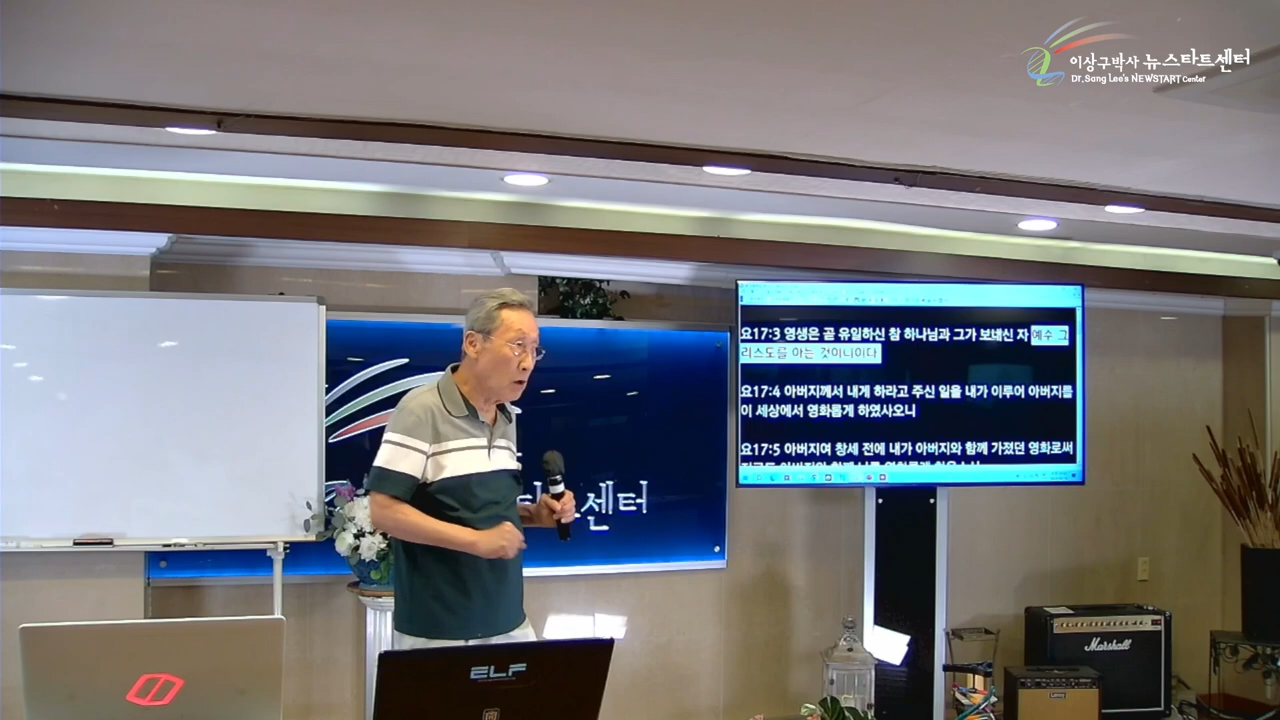 이상구박사 뉴스타트센터
Dr. Sang Lee's NEWSTART Center
요17:3 영생은 곧 유일하신 참 하나님과 그가 보내신 자 예수 그
리스도를 아는 것이니이다
요17:4 아버지께서 내게 하라고 주신 일을 내가 이루어 아버지를
이 세상에서 영화롭게 하였사오니
요17:5 아버지여 창세 전에 내가 아버지와 함께 가졌던 영화로써
센터
ELF
Marshall
Laney